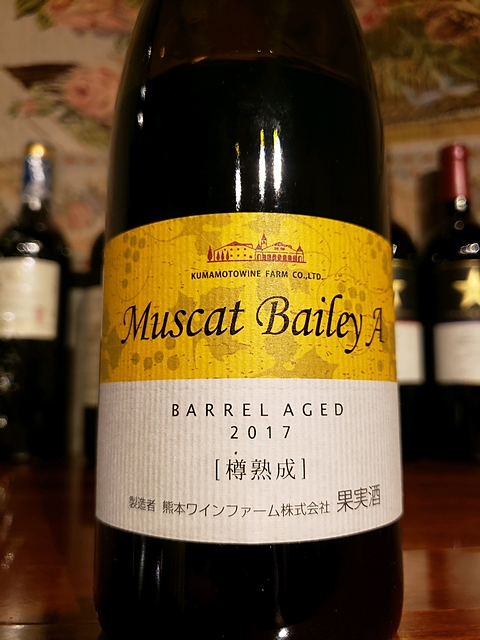 KUMAMOTOWINE FARM CO.,LTD.
Muscat Bailey A
BARREL AGED
2017
[樽熟成]
製造者 熊本ワインファーム株式会社 果実酒